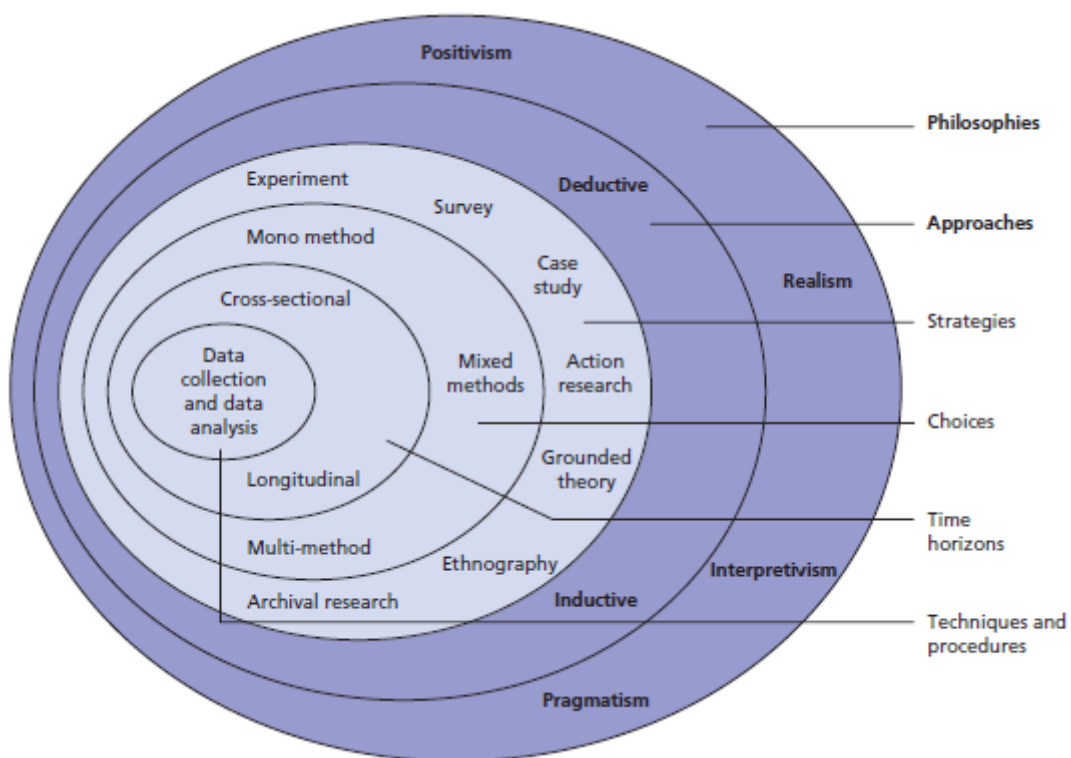 Positivism
Philosophies
Experiment
Deductive
Survey
Approaches
Mono method
Case
study
Realism
Cross-sectional
Strategies
Data
collection
and data
analysis
Mixed
methods
Action
research
Choices
Longitudinal
Grounded
theory
Time
horizons
Multi-method
Ethnography
Interpretivism
Archival research
Inductive
Techniques and
procedures
Pragmatism